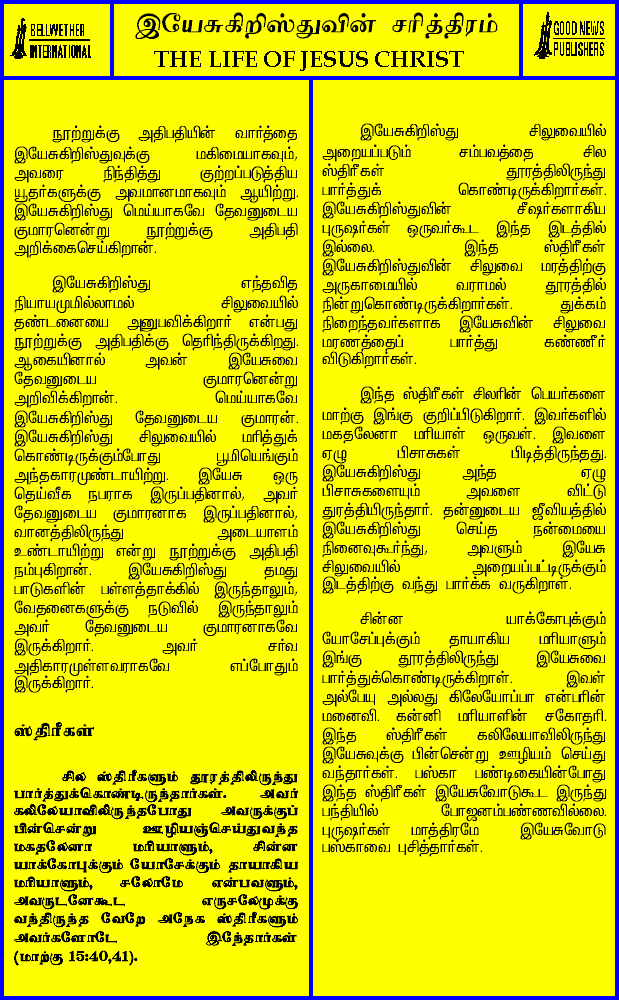 BELLWETHER
INTERNATIONAL
இயேசுகிறிஸ்துவின் சரித்திரம்
THE LIFE OF JESUS CHRIST
GOOD NEWS
PUBLISHERS
நூற்றுக்கு அதிபதியின் வார்த்தை
இயேசுகிறிஸ்துவுக்கு மகிமையாகவும்,
அவரை நிந்தித்து குற்றப்படுத்திய
யூதர்களுக்கு அவமானமாகவும் ஆயிற்று.
இயேசுகிறிஸ்து மெய்யாகவே தேவனுடைய
குமாரனென்று நூற்றுக்கு அதிபதி
அறிக்கைசெய்கிறான்.
இயேசுகிறிஸ்து எந்தவித
நியாயமுமில்லாமல் சிலுவையில்
தண்டனையை அனுபவிக்கிறார் என்பது
நூற்றுக்கு அதிபதிக்கு தெரிந்திருக்கிறது.
ஆகையினால் அவன் இயேசுவை
தேவனுடைய குமாரனென்று
அறிவிக்கிறான். மெய்யாகவே
இயேசுகிறிஸ்து தேவனுடைய குமாரன்.
இயேசுகிறிஸ்து சிலுவையில் மரித்துக்
கொண்டிருக்கும்போது பூமியெங்கும்
அந்தகாரமுண்டாயிற்று. இயேசு ஒரு
தெய்வீக நபராக இருப்பதினால், அவர்
தேவனுடைய குமாரனாக இருப்பதினால்,
வானத்திலிருந்து அடையாளம்
உண்டாயிற்று என்று நூற்றுக்கு அதிபதி
நம்புகிறான். இயேசுகிறிஸ்து தமது
பாடுகளின் பள்ளத்தாக்கில் இருந்தாலும்,
வேதனைகளுக்கு நடுவில் இருந்தாலும்
அவர் தேவனுடைய குமாரனாகவே
இருக்கிறார். அவர் சர்வ
அதிகாரமுள்ளவராகவே எப்போதும்
இருக்கிறார்.
ஸ்திரீகள்
சில ஸ்திரீகளும் தூரத்திலிருந்து
பார்த்துக்கொண்டிருந்தார்கள். அவர்
கலிலேயாவிலிருந்தபோது அவருக்குப்
பின்சென்று ஊழியஞ்செய்துவந்த
மகதலேனா மரியாளும், சின்ன
யாக்கோபுக்கும் யோசேக்கும் தாயாகிய
மரியாளும், சலோமே என்பவளும்,
அவருடனேகூட எருசலேமுக்கு
வந்திருந்த வேறே அநேக ஸ்திரீகளும்
அவர்களோடே இருந்தார்கள்
(மாற்கு 15:40,41).
இயேசுகிறிஸ்து சிலுவையில்
அறையப்படும் சம்பவத்தை சில
ஸ்திரீகள் தூரத்திலிருந்து
பார்த்துக் கொண்டிருக்கிறார்கள்.
இயேசுகிறிஸ்துவின் சீஷர்களாகிய
புருஷர்கள் ஒருவர்கூட இந்த இடத்தில்
இல்லை. இந்த ஸ்திரீகள்
இயேசுகிறிஸ்துவின் சிலுவை மரத்திற்கு
அருகாமையில் வராமல் தூரத்தில்
நின்றுகொண்டிருக்கிறார்கள். துக்கம்
நிறைந்தவர்களாக இயேசுவின் சிலுவை
மரணத்தைப் பார்த்து கண்ணீர்
விடுகிறார்கள்.
இந்த ஸ்திரீகள் சிலரின் பெயர்களை
மாற்கு இங்கு குறிப்பிடுகிறார். இவர்களில்
மகதலேனா மரியாள் ஒருவள். இவளை
ஏழு பிசாசுகள் பிடித்திருந்தது.
இயேசுகிறிஸ்து அந்த ஏழு
பிசாசுகளையும் அவளை விட்டு
துரத்தியிருந்தார். தன்னுடைய ஜீவியத்தில்
இயேசுகிறிஸ்து செய்த நன்மையை
நினைவுகூர்ந்து, அவளும் இயேசு
சிலுவையில் அறையப்பட்டிருக்கும்
இடத்திற்கு வந்து பார்க்க வருகிறாள்.
சின்ன யாக்கோபுக்கும்
யோசேப்புக்கும் தாயாகிய மரியாளும்
இங்கு தூரத்திலிருந்து இயேசுவை
பார்த்துக்கொண்டிருக்கிறாள். இவள்
அல்பேயு அல்லது கிலேயோப்பா என்பரின்
மனைவி. கன்னி மரியாளின் சகோதரி.
இந்த ஸ்திரீகள் கலிலேயாவிலிருந்து
இயேசுவுக்கு பின்சென்று ஊழியம் செய்து
வந்தார்கள். பஸ்கா பண்டிகையின்போது
இந்த ஸ்திரீகள் இயேசுவோடுகூட இருந்து
பந்தியில் போஜனம்பண்ணவில்லை.
புருஷர்கள் மாத்திரமே இயேசுவோடு
பஸ்காவை புசித்தார்கள்.